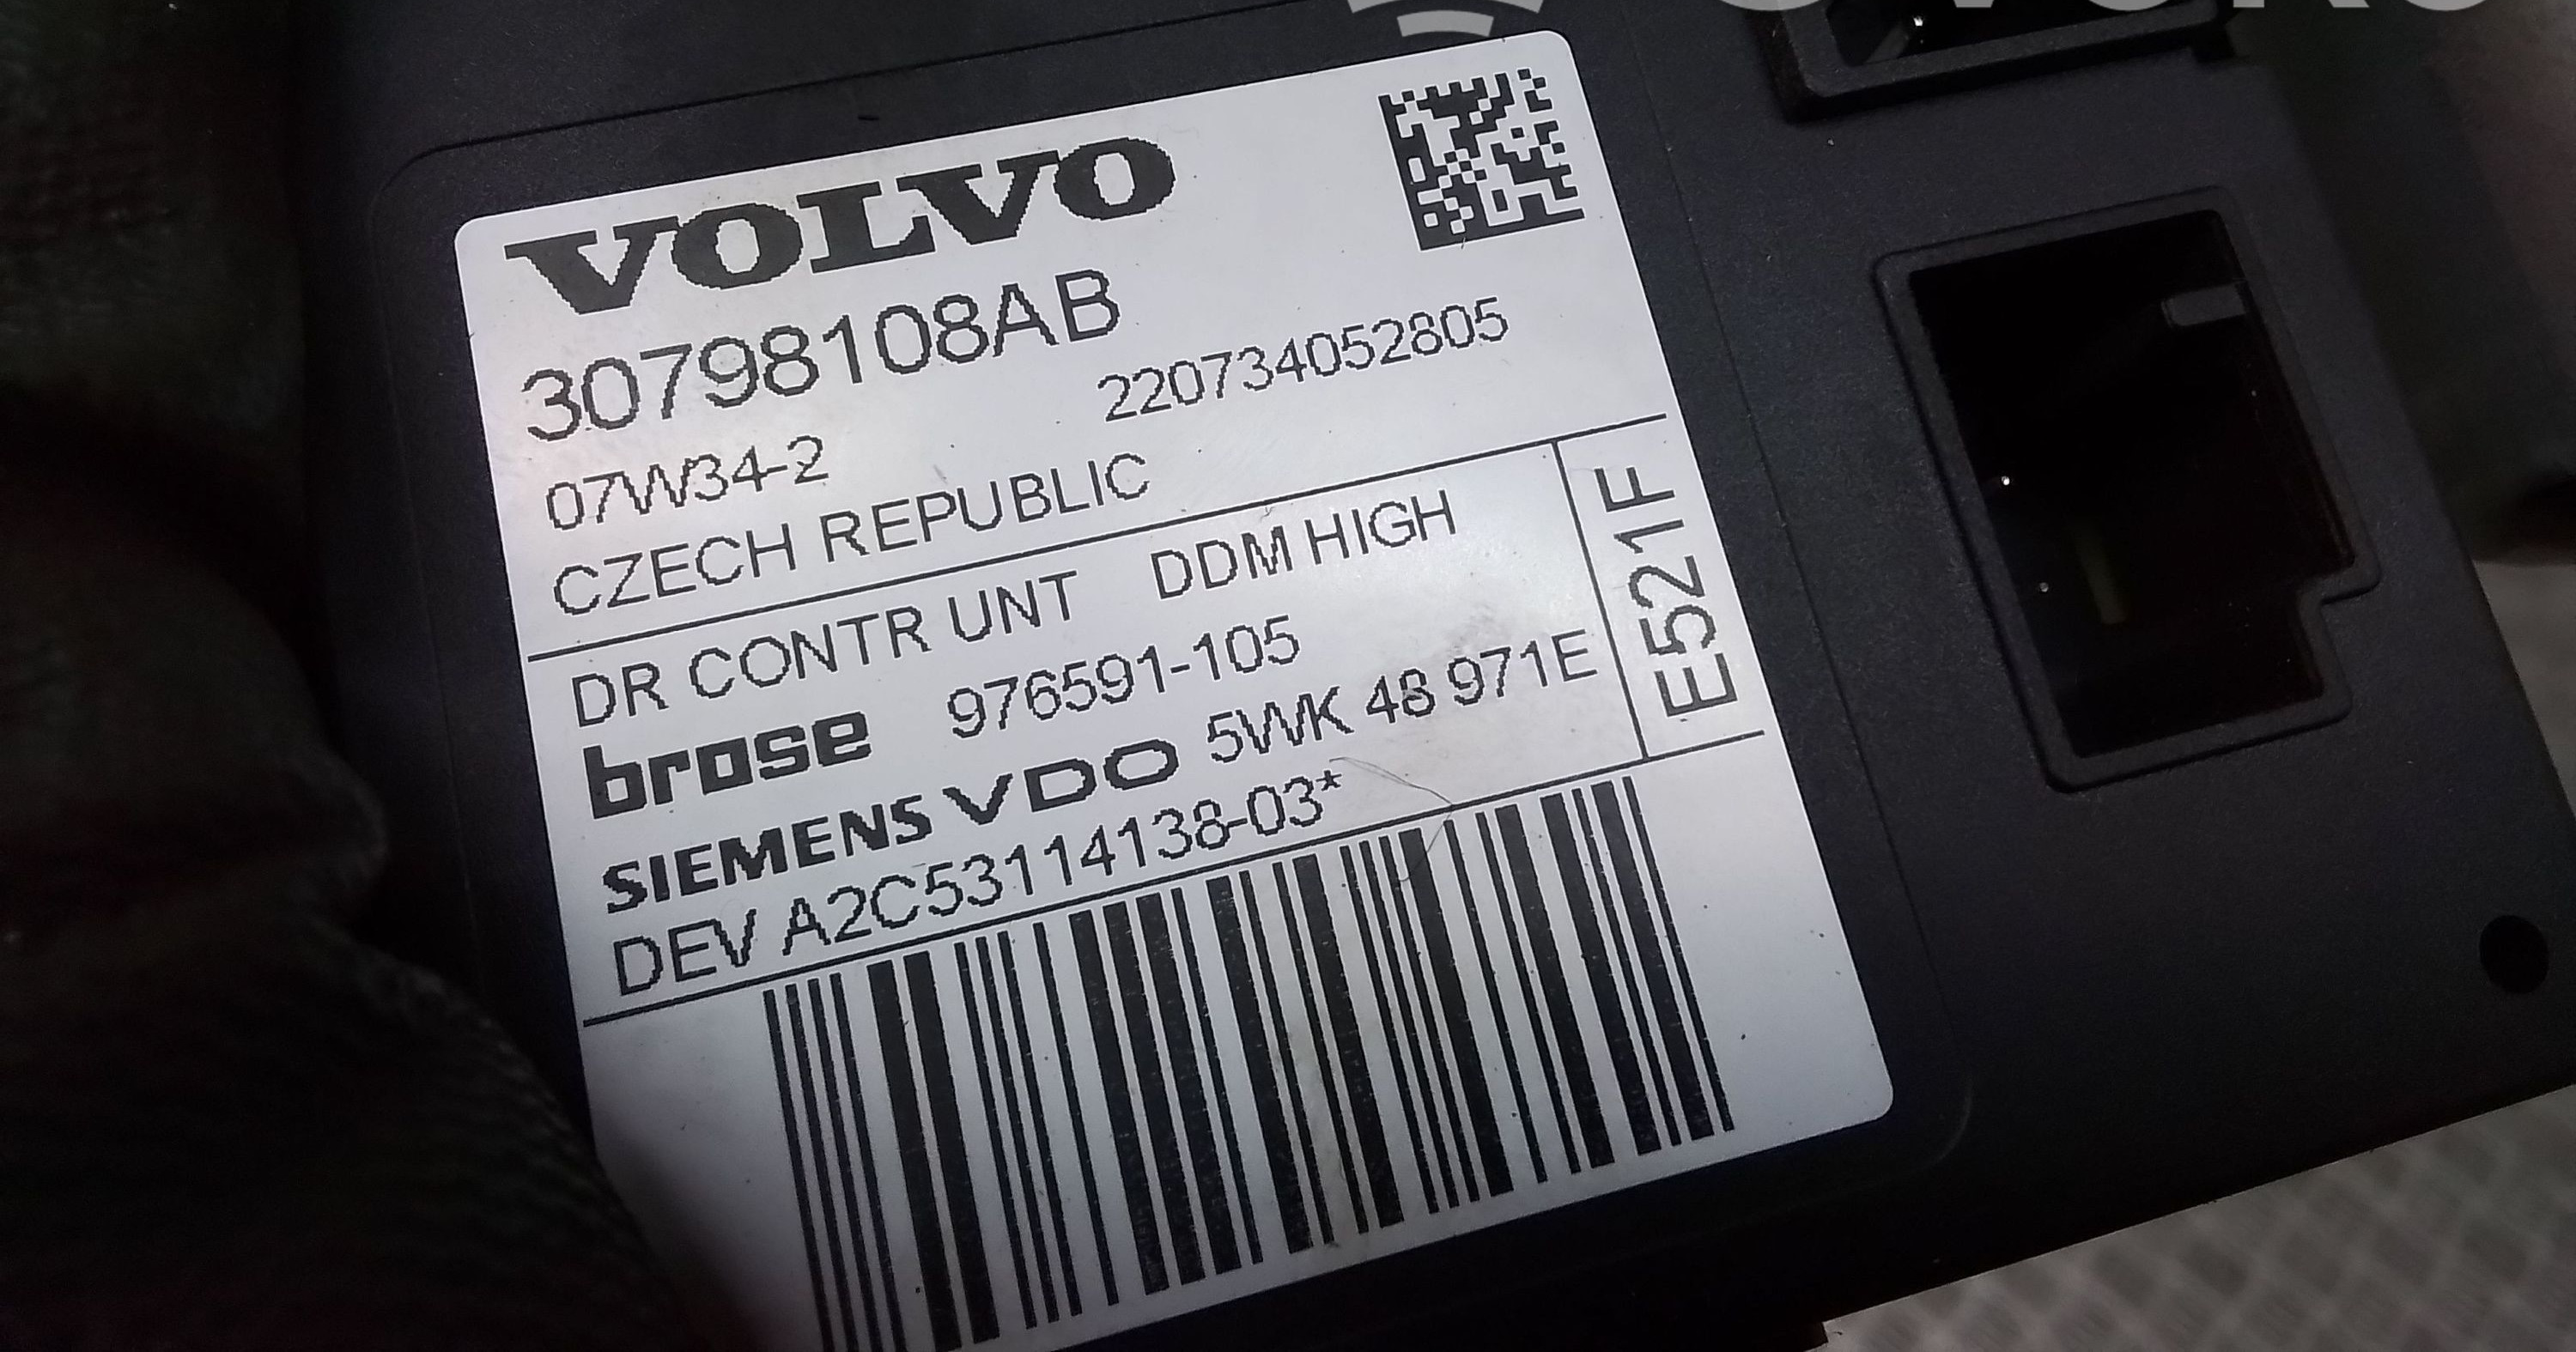 VOLVO
30798108AB
07W34-2 220734052805
CZECH REPUBLIC
DR CONTR UNT DDM HIGH
brose 976591-105
SIEMENS VDO 5WK 48 971E
DEV A2C53114138-03*
E521F